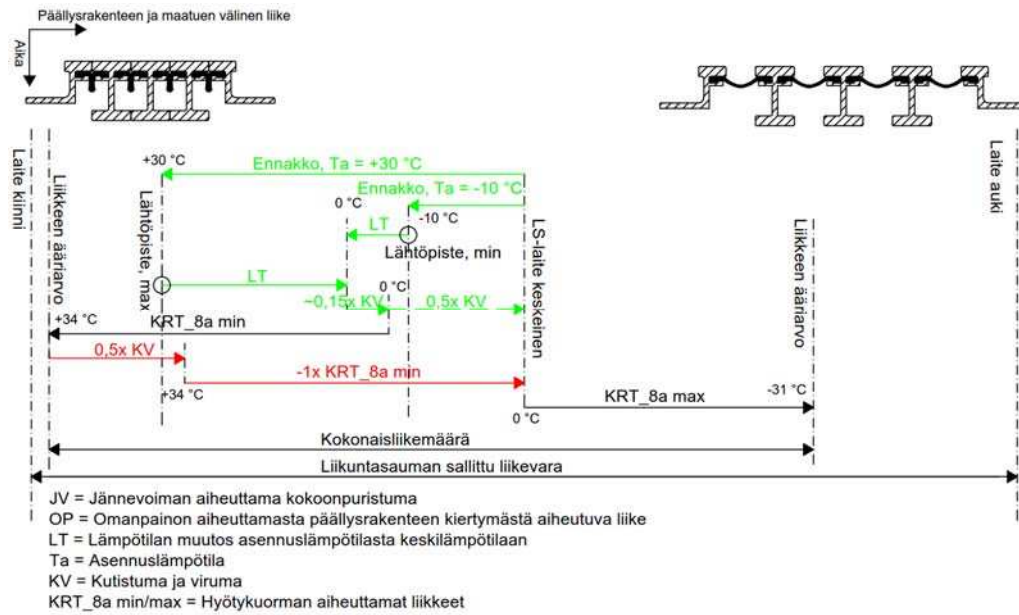 Päällysrakenteen ja maatuen välinen liike
Aika
Laite kiinni
Liikkeen ääriarvo
+30 °C
Ennakko, Ta = +30 °C
Ennakko, Ta = -10 °C
0 °C
LT
-10 °C
Lähtöpiste, max
Lähtöpiste, min
LS-laite keskeinen
Liikkeen ääriarvo
Laite auki
LT
0 °C
~0,15x KV
0,5x KV
+34 °C
KRT_8a min
0,5x KV
-1x KRT_8a min
+34 °C
KRT_8a max
-31 °C
0 °C
Kokonaisliikemäärä
Liikuntasauman sallittu liikevara
JV = Jännevoiman aiheuttama kokoonpuristuma
OP = Omanpainon aiheuttamasta päällysrakenteen kiertymästä aiheutuva liike
LT = Lämpötilan muutos asennuslämpötilasta keskilämpötilaan
Ta = Asennuslämpötila
KV = Kutistuma ja viruma
KRT_8a min/max = Hyötykuorman aiheuttamat liikkeet